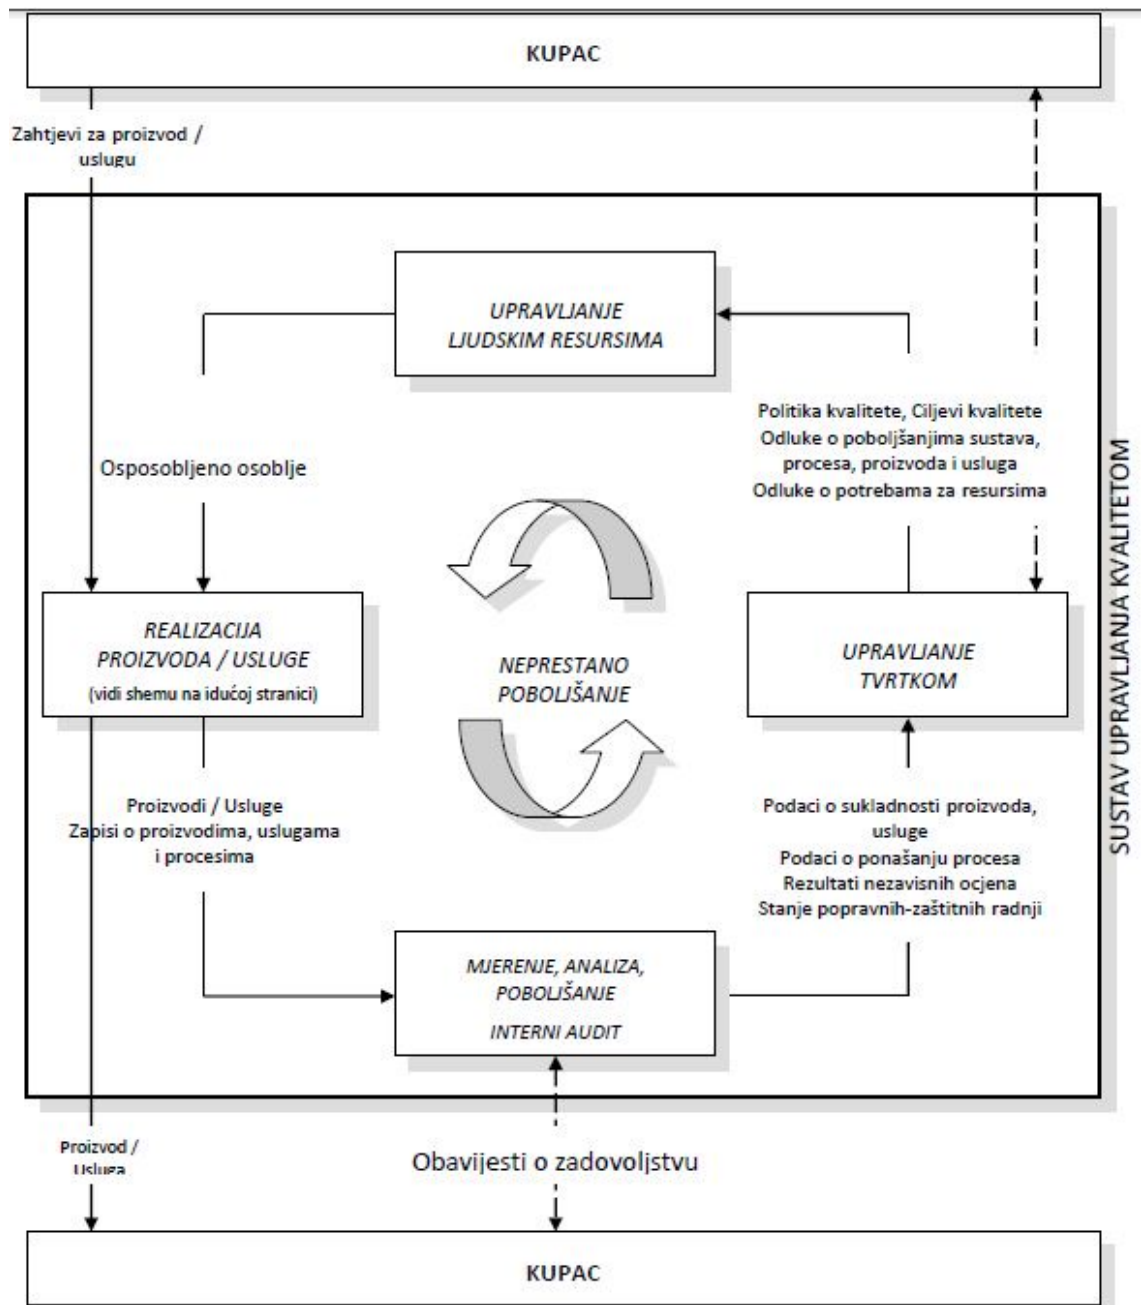 KUPAC
Zahtjevi za proizvod /
uslugu
UPRAVLJANJE
LJUDSKIM RESURSIMA
Politika kvalitete, Ciljevi kvalitete
Odluke o poboljšanjima sustava,
procesa, proizvoda i usluga
Odluke o potrebama za resursima
Osposobljeno osoblje
REALIZACIJA
PROIZVODA / USLUGE
(vidi shemu na idućoj stranici)
NEPRESTANO
POBOLJŠANJE
UPRAVLJANJE
TVRTKOM
SUSTAV UPRAVLJANJA KVALITETOM
Proizvodi / Usluge
Zapisi o proizvodima, uslugama
i procesima
Podaci o sukladnosti proizvoda,
usluge
Podaci o ponašanju procesa
Rezultati nezavisnih ocjena
Stanje popravnih-zaštitnih radnji
MJERENJE, ANALIZA,
POBOLJŠANJE
INTERNI AUDIT
Proizvod /
Usluga
Obavijesti o zadovoljstvu
KUPAC